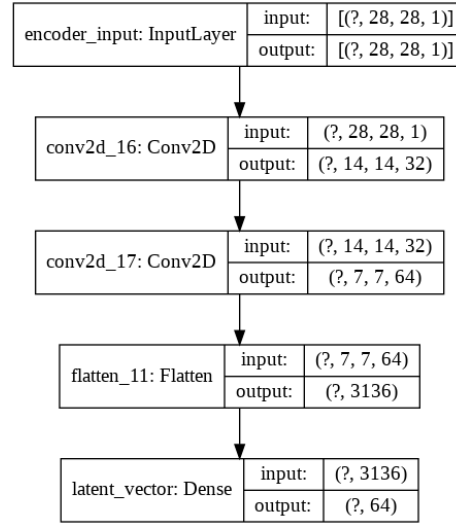 encoder_input: InputLayer
input: [(?, 28, 28, 1)]
output: [(?, 28, 28, 1)]
conv2d_16: Conv2D
input: (?, 28, 28, 1)
output: (?, 14, 14, 32)
conv2d_17: Conv2D
input: (?, 14, 14, 32)
output: (?, 7, 7, 64)
flatten_11: Flatten
input: (?, 7, 7, 64)
output: (?, 3136)
latent_vector: Dense
input: (?, 3136)
output: (?, 64)